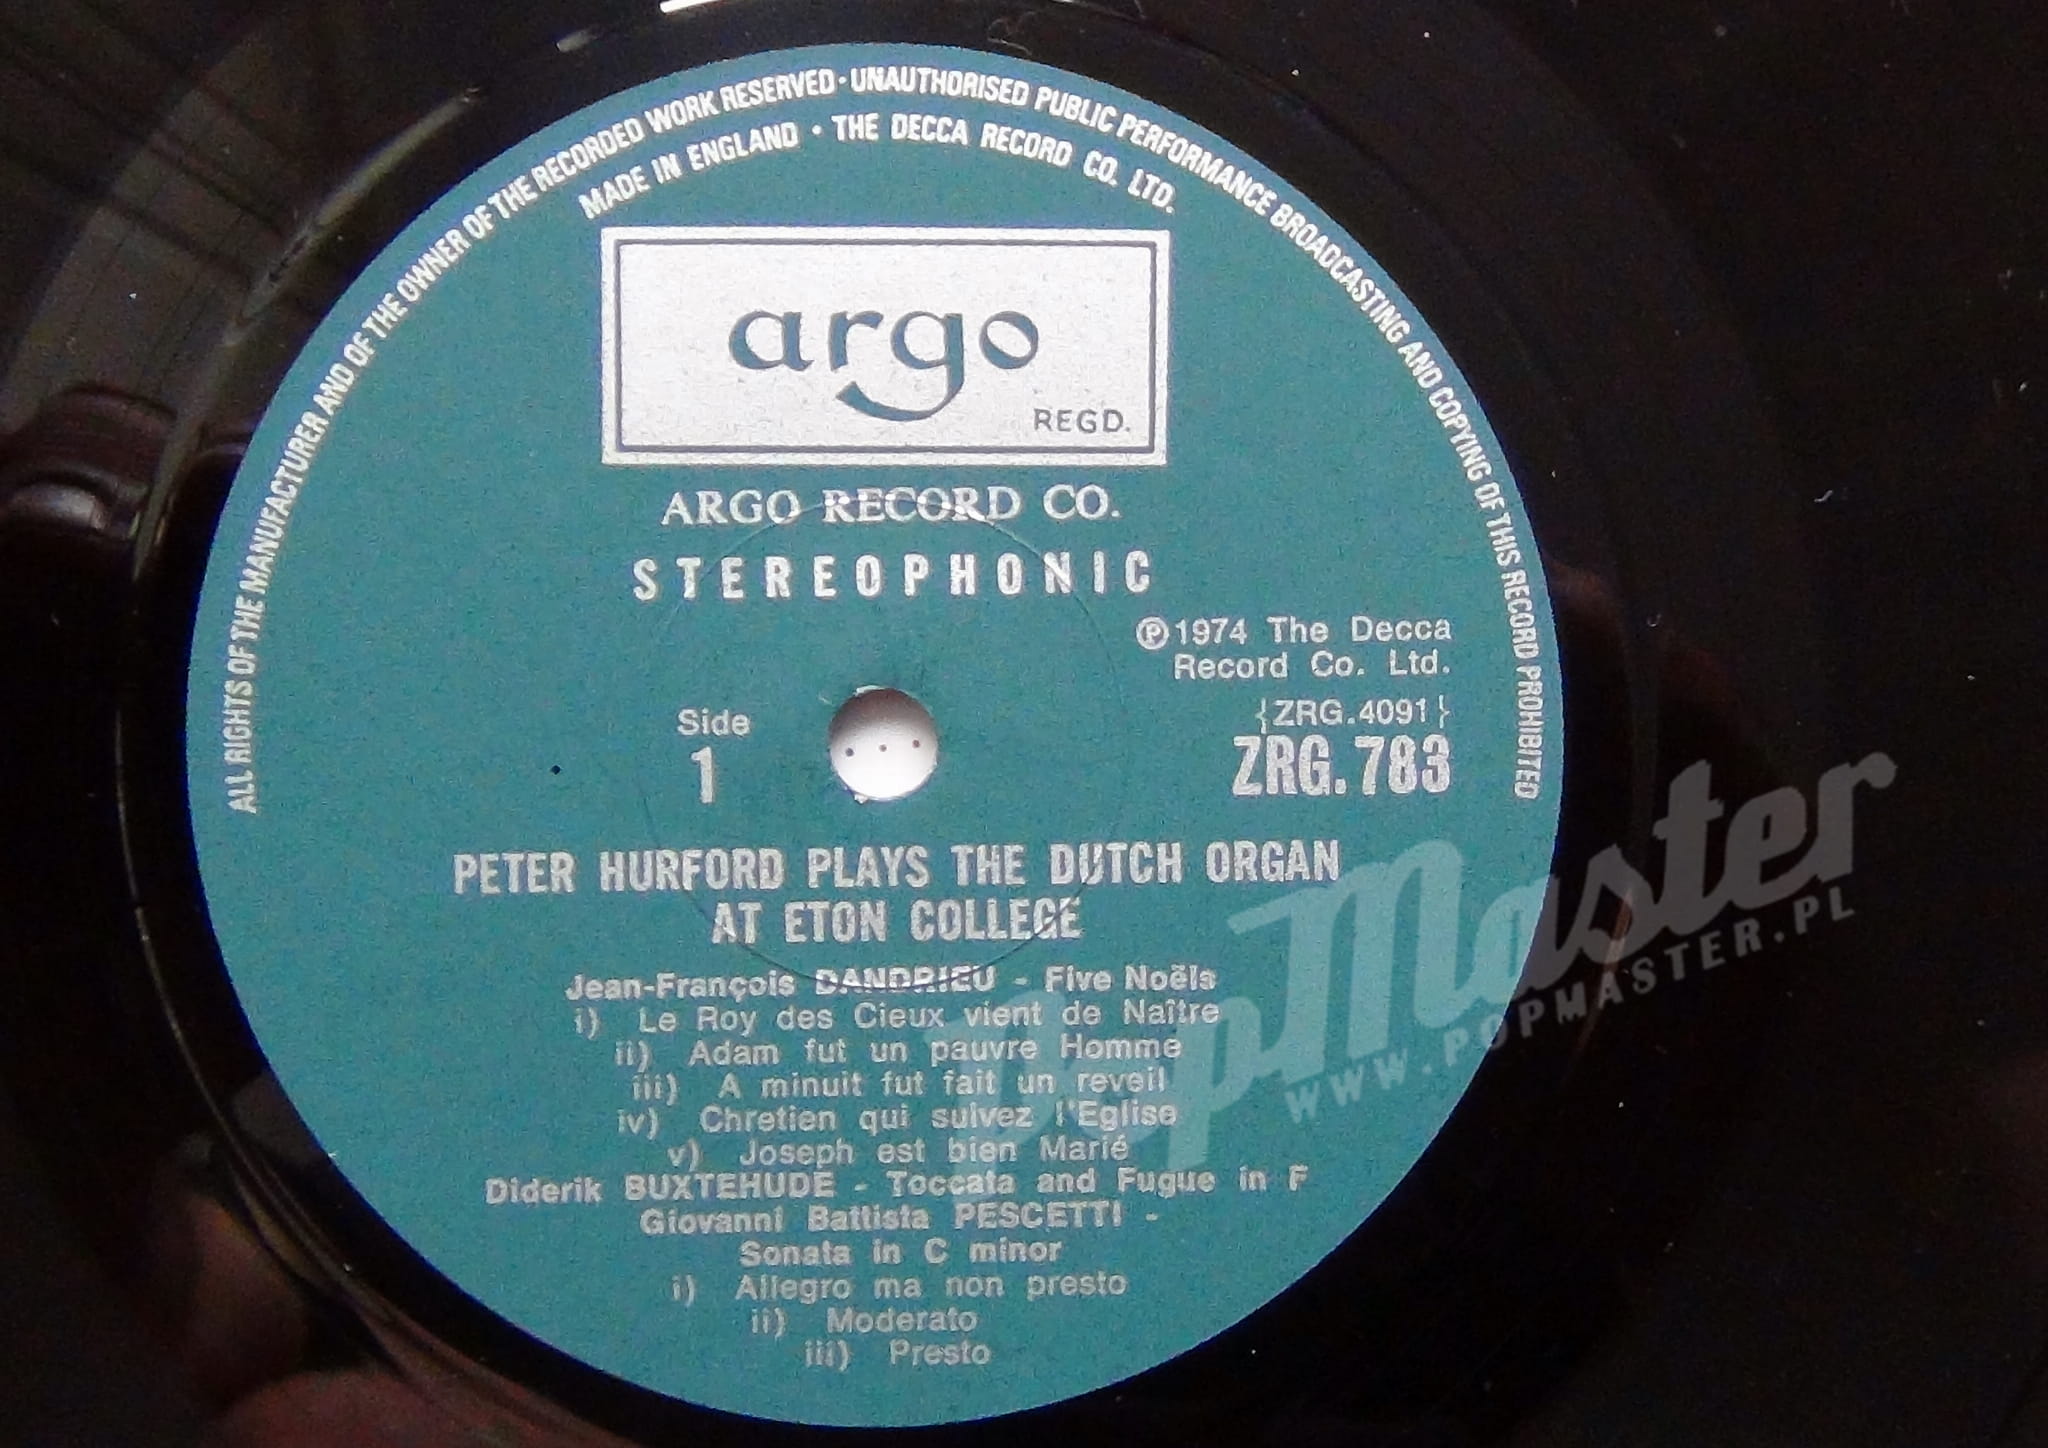 ALL RIGHTS OF THE MANUFACTURER AND OF THE OWNER OF THE RECORDED WORK RESERVED · UNAUTHORISED PUBLIC PERFORMANCE BROADCASTING AND COPYING OF THIS RECORD PROHIBITED
MADE IN ENGLAND · THE DECCA RECORD CO. LTD.
argo
REGD.
ARGO RECORD CO.
STEREOPHONIC
Ⓟ1974 The Decca
Record Co. Ltd.
{ZRG.4091}
Side
1
ZRG.783
PETER HURFORD PLAYS THE DUTCH ORGAN
AT ETON COLLEGE
Jean-François DANDRIEU - Five Noëls
i) Le Roy des Cieux vient de Naître
ii) Adam fut un pauvre Homme
iii) A minuit fut fait un reveil
iv) Chretien qui suivez l'Eglise
v) Joseph est bien Marié
Diderik BUXTEHUDE - Toccata and Fugue in F
Giovanni Battista PESCETTI -
Sonata in C minor
i) Allegro ma non presto
ii) Moderato
iii) Presto
PopMaster
WWW.POPMASTER.PL